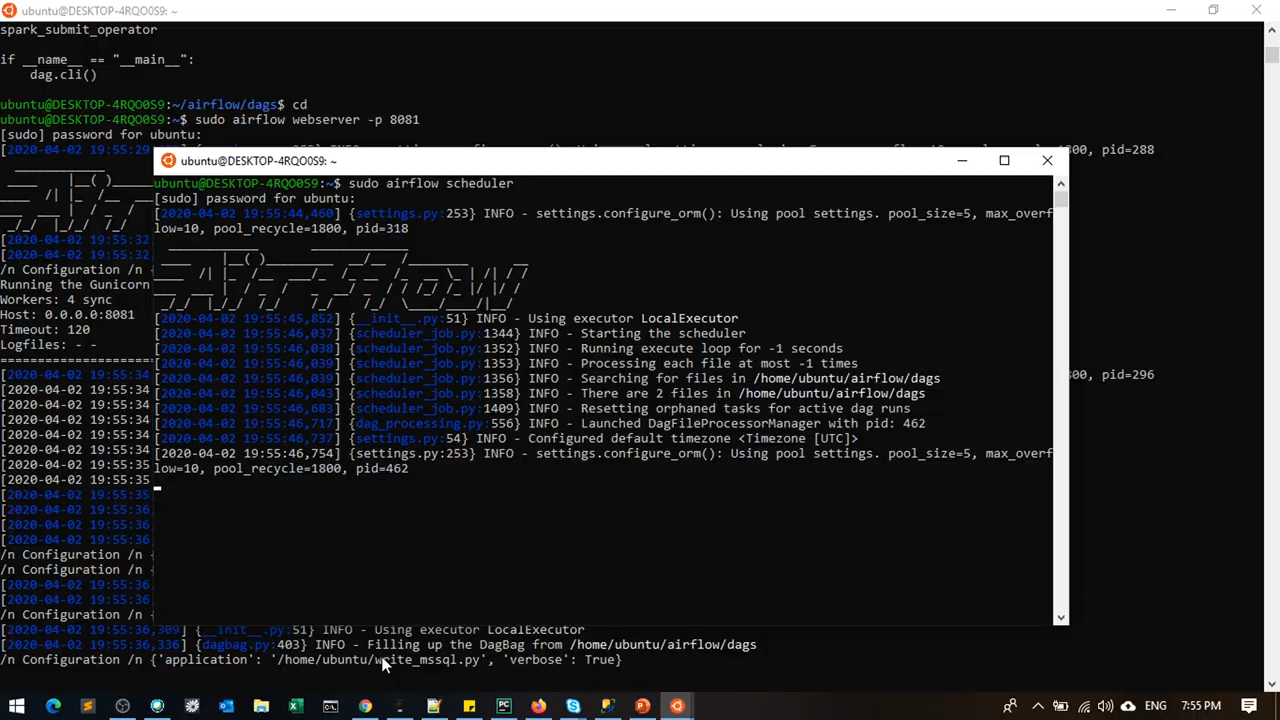 ubuntu@DESKTOP-4RQO0S9: ~
spark_submit_operator
if __name__ == "__main__":
dag.cli()
ubuntu@DESKTOP-4RQO0S9:~/airflow/dags$ cd
ubuntu@DESKTOP-4RQO0S9:~$ sudo airflow webserver -p 8081
[sudo] password for ubuntu:
[2020-04-02 19:55:29
800, pid=288
[2020-04-02 19:55:32
[2020-04-02 19:55:32
/n Configuration /n {
Running the Gunicorn
Workers: 4 sync
Host: 0.0.0.0:8081
Timeout: 120
Logfiles: - -
=================================================================
[2020-04-02 19:55:34
800, pid=296
[2020-04-02 19:55:34
[2020-04-02 19:55:34
[2020-04-02 19:55:34
[2020-04-02 19:55:34
[2020-04-02 19:55:34
[2020-04-02 19:55:34
[2020-04-02 19:55:35
[2020-04-02 19:55:35
[2020-04-02 19:55:36,
[2020-04-02 19:55:36,
[2020-04-02 19:55:36,
/n Configuration /n {
/n Configuration /n {
[2020-04-02 19:55:36,
[2020-04-02 19:55:36,
/n Configuration /n {
[2020-04-02 19:55:36,309] {__init__.py:51} INFO - Using executor LocalExecutor
[2020-04-02 19:55:36,336] {dagbag.py:403} INFO - Filling up the DagBag from /home/ubuntu/airflow/dags
/n Configuration /n {'application': '/home/ubuntu/write_mssql.py', 'verbose': True}
ubuntu@DESKTOP-4RQO0S9: ~
ubuntu@DESKTOP-4RQO0S9:~$ sudo airflow scheduler
[sudo] password for ubuntu:
[2020-04-02 19:55:44,460] {settings.py:253} INFO - settings.configure_orm(): Using pool settings. pool_size=5, max_overf
low=10, pool_recycle=1800, pid=318
Airflow
[2020-04-02 19:55:45,852] {__init__.py:51} INFO - Using executor LocalExecutor
[2020-04-02 19:55:46,037] {scheduler_job.py:1344} INFO - Starting the scheduler
[2020-04-02 19:55:46,038] {scheduler_job.py:1352} INFO - Running execute loop for -1 seconds
[2020-04-02 19:55:46,039] {scheduler_job.py:1353} INFO - Processing each file at most -1 times
[2020-04-02 19:55:46,039] {scheduler_job.py:1356} INFO - Searching for files in /home/ubuntu/airflow/dags
[2020-04-02 19:55:46,043] {scheduler_job.py:1358} INFO - There are 2 files in /home/ubuntu/airflow/dags
[2020-04-02 19:55:46,683] {scheduler_job.py:1409} INFO - Resetting orphaned tasks for active dag runs
[2020-04-02 19:55:46,717] {dag_processing.py:556} INFO - Launched DagFileProcessorManager with pid: 462
[2020-04-02 19:55:46,737] {settings.py:54} INFO - Configured default timezone <Timezone [UTC]>
[2020-04-02 19:55:46,754] {settings.py:253} INFO - settings.configure_orm(): Using pool settings. pool_size=5, max_overf
low=10, pool_recycle=1800, pid=462
ENG
7:55 PM